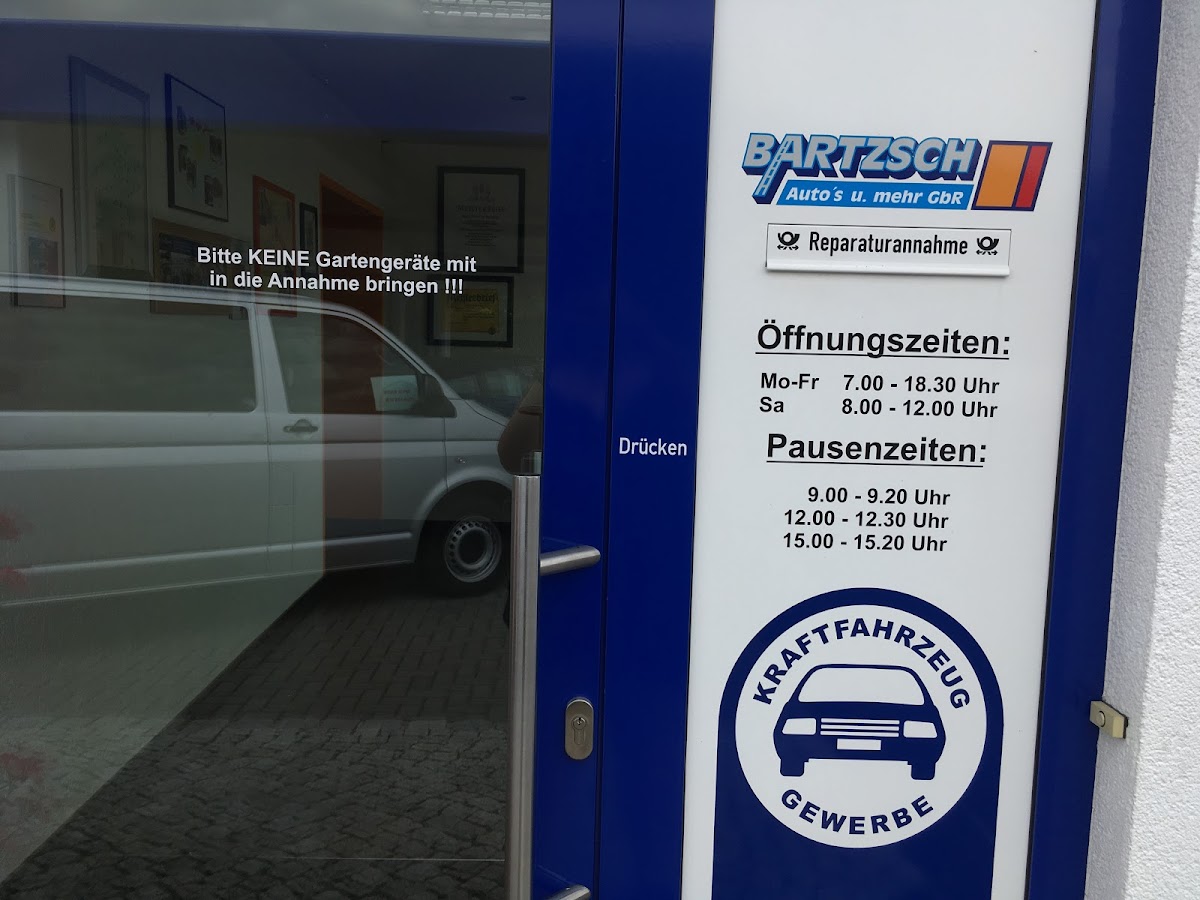 Bitte KEINE Gartengeräte mit
in die Annahme bringen !!!
Drücken
BARTZSCH
Auto´s u. mehr GbR
Reparaturannahme
Öffnungszeiten:
Mo-Fr 7.00 - 18.30 Uhr
Sa 8.00 - 12.00 Uhr
Pausenzeiten:
9.00 - 9.20 Uhr
12.00 - 12.30 Uhr
15.00 - 15.20 Uhr
KRAFTFAHRZEUG
GEWERBE